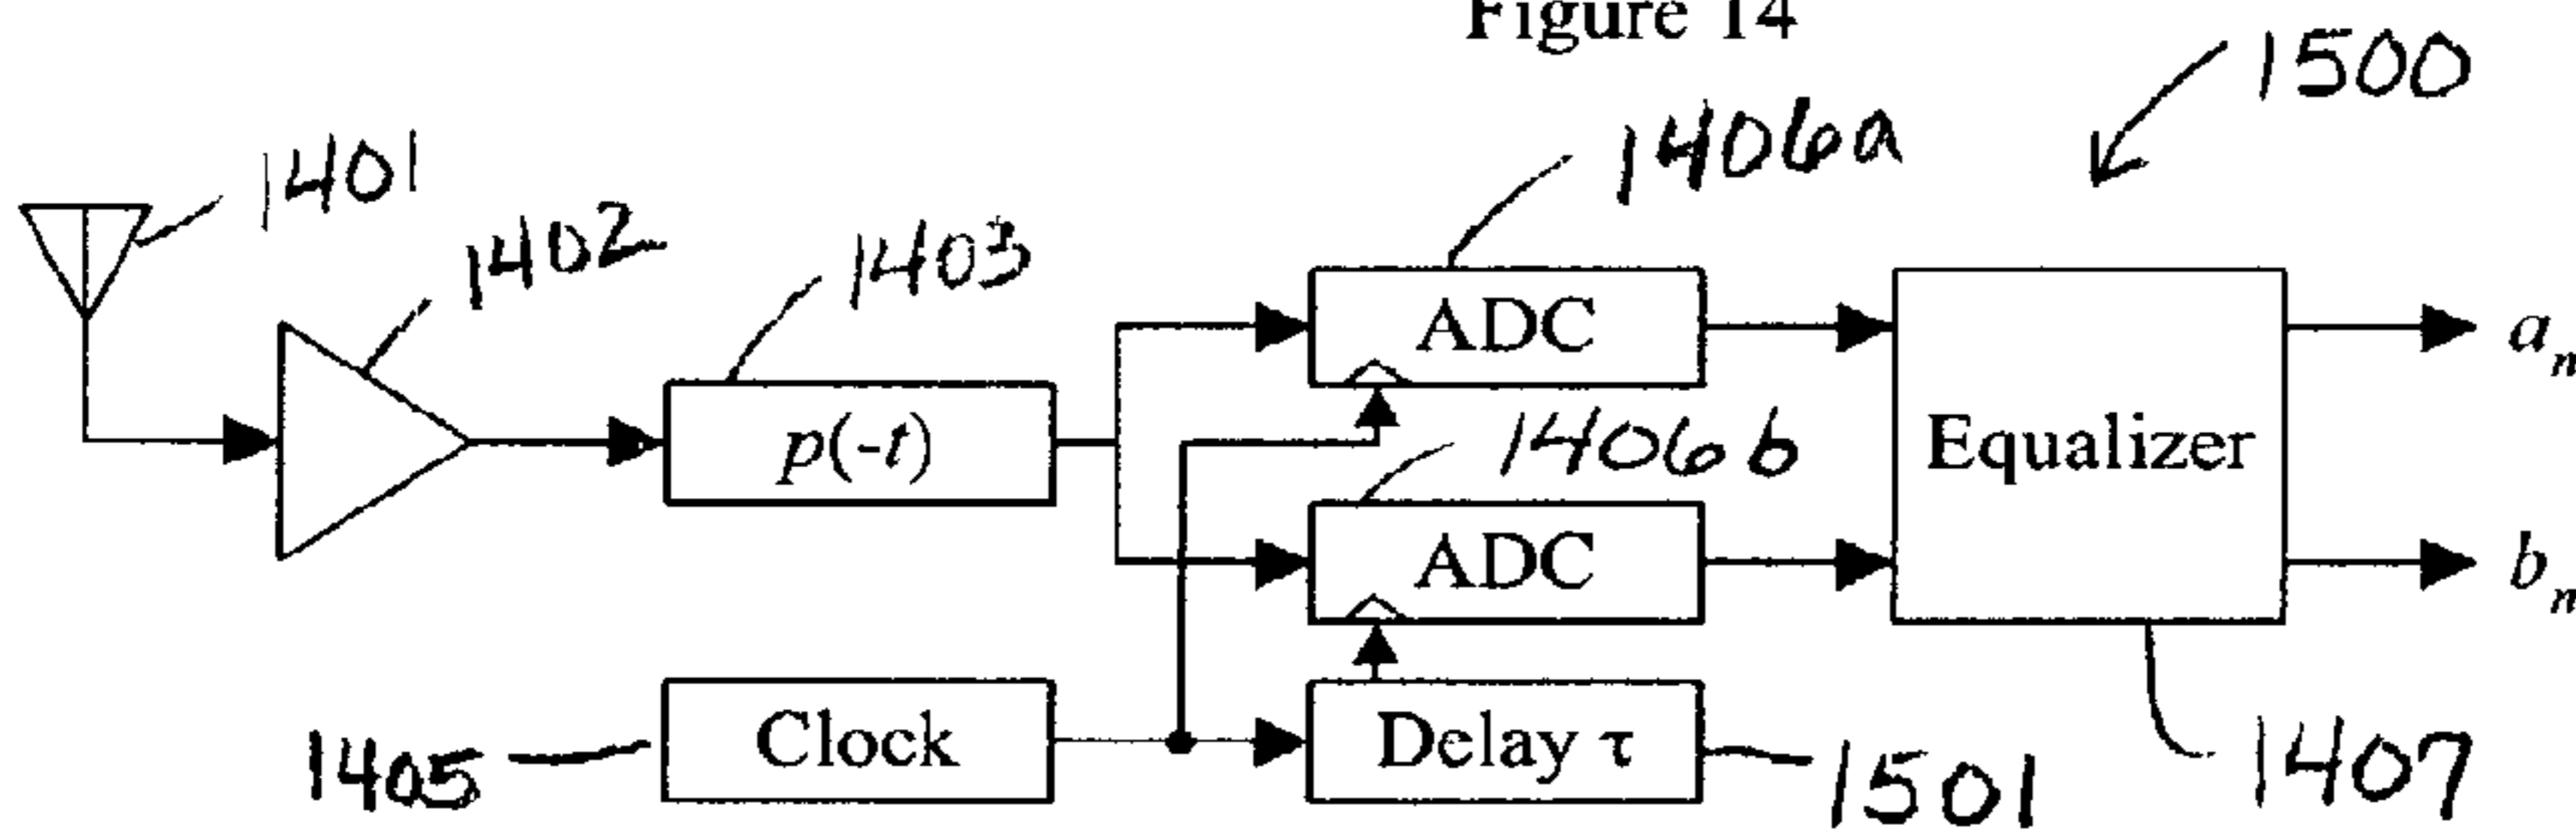 Figure 14
1500
1406a
1401
1402
1403
ADC
a_n
p(-t)
1406b
Equalizer
ADC
b_n
1405
Clock
Delay τ
1501
1407